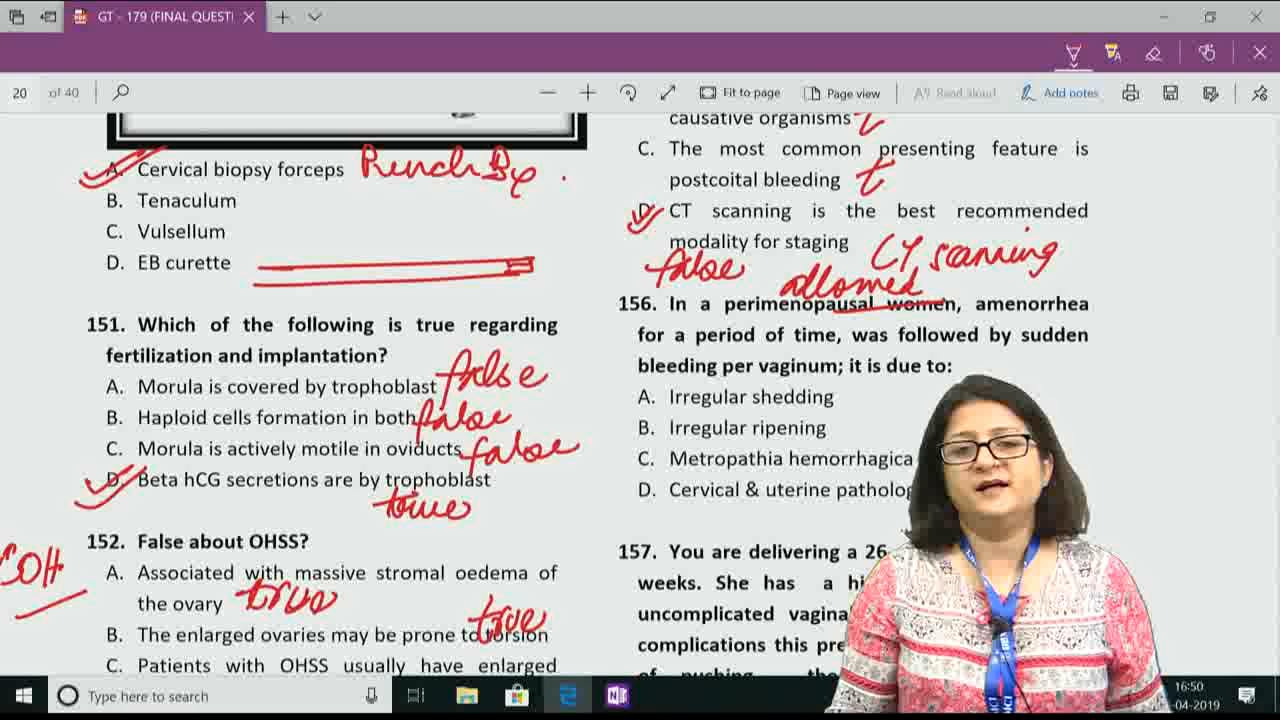 GT - 179 (FINAL QUESTI
20 of 40
Fit to page
Page view
Read aloud
Add notes
A. Cervical biopsy forceps Punch Bx.
B. Tenaculum
C. Vulsellum
D. EB curette
151. Which of the following is true regarding
fertilization and implantation?
A. Morula is covered by trophoblast false
B. Haploid cells formation in both false
C. Morula is actively motile in oviducts false
D. Beta hCG secretions are by trophoblast
true
152. False about OHSS?
COH
A. Associated with massive stromal oedema of
the ovary true
true
B. The enlarged ovaries may be prone to torsion
C. Patients with OHSS usually have enlarged
causative organisms t
C. The most common presenting feature is
postcoital bleeding t
D. CT scanning is the best recommended
modality for staging CT scanning
false allowed
156. In a perimenopausal women, amenorrhea
for a period of time, was followed by sudden
bleeding per vaginum; it is due to:
A. Irregular shedding
B. Irregular ripening
C. Metropathia hemorrhagica
D. Cervical & uterine patholog
157. You are delivering a 26
weeks. She has a hi
uncomplicated vagina
complications this pre
of pushing the
Type here to search
16:50
-04-2019